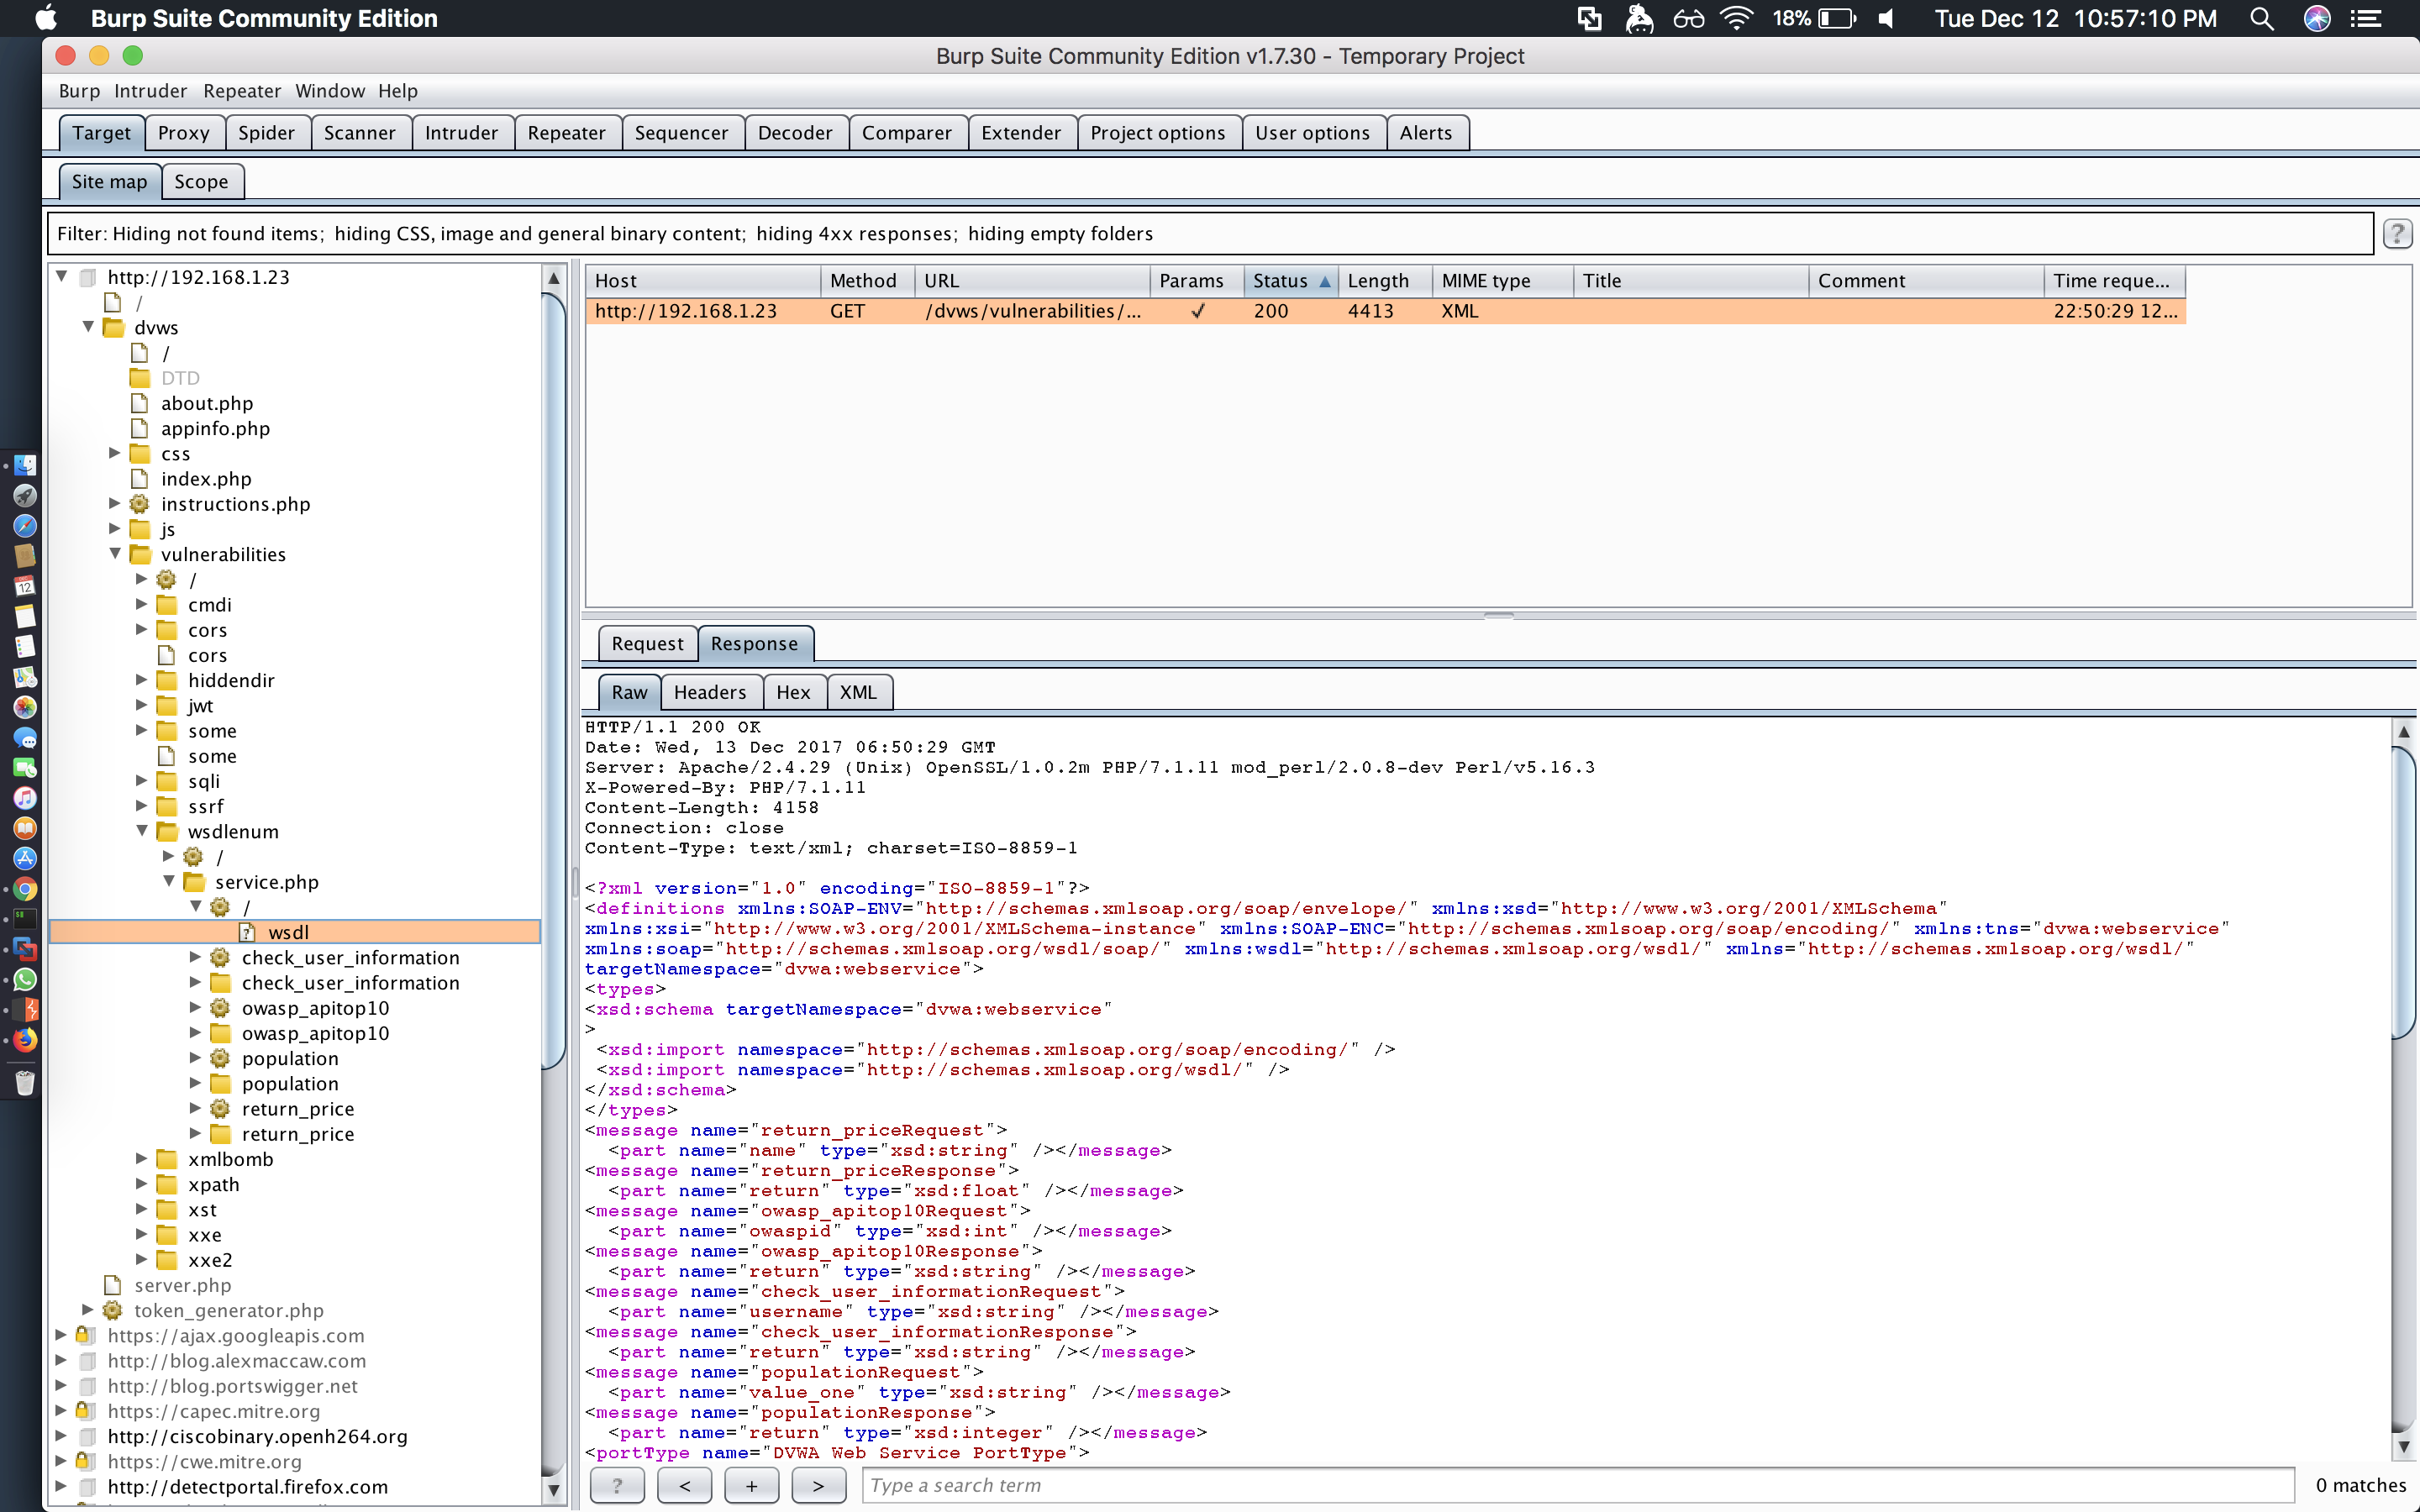 Burp Suite Community Edition
18%
Tue Dec 12 10:57:10 PM
Burp Suite Community Edition v1.7.30 - Temporary Project
Burp Intruder Repeater Window Help
Target Proxy Spider Scanner Intruder Repeater Sequencer Decoder Comparer Extender Project options User options Alerts
Site map Scope
Filter: Hiding not found items; hiding CSS, image and general binary content; hiding 4xx responses; hiding empty folders
?
http://192.168.1.23
/
dvws
/
DTD
about.php
appinfo.php
css
index.php
instructions.php
js
vulnerabilities
/
cmdi
cors
cors
hiddendir
jwt
some
some
sqli
ssrf
wsdlenum
/
service.php
/
wsdl
check_user_information
check_user_information
owasp_apitop10
owasp_apitop10
population
population
return_price
return_price
xmlbomb
xpath
xst
xxe
xxe2
server.php
token_generator.php
https://ajax.googleapis.com
http://blog.alexmaccaw.com
http://blog.portswigger.net
https://capec.mitre.org
http://ciscobinary.openh264.org
https://cwe.mitre.org
http://detectportal.firefox.com
Host Method URL Params Status Length MIME type Title Comment Time reque...
http://192.168.1.23 GET /dvws/vulnerabilities/... ✓ 200 4413 XML 22:50:29 12...
Request Response
Raw Headers Hex XML
HTTP/1.1 200 OK
Date: Wed, 13 Dec 2017 06:50:29 GMT
Server: Apache/2.4.29 (Unix) OpenSSL/1.0.2m PHP/7.1.11 mod_perl/2.0.8-dev Perl/v5.16.3
X-Powered-By: PHP/7.1.11
Content-Length: 4158
Connection: close
Content-Type: text/xml; charset=ISO-8859-1
<?xml version="1.0" encoding="ISO-8859-1"?>
<definitions xmlns:SOAP-ENV="http://schemas.xmlsoap.org/soap/envelope/" xmlns:xsd="http://www.w3.org/2001/XMLSchema"
xmlns:xsi="http://www.w3.org/2001/XMLSchema-instance" xmlns:SOAP-ENC="http://schemas.xmlsoap.org/soap/encoding/" xmlns:tns="dvwa:webservice"
xmlns:soap="http://schemas.xmlsoap.org/wsdl/soap/" xmlns:wsdl="http://schemas.xmlsoap.org/wsdl/" xmlns="http://schemas.xmlsoap.org/wsdl/"
targetNamespace="dvwa:webservice">
<types>
<xsd:schema targetNamespace="dvwa:webservice"
>
<xsd:import namespace="http://schemas.xmlsoap.org/soap/encoding/" />
<xsd:import namespace="http://schemas.xmlsoap.org/wsdl/" />
</xsd:schema>
</types>
<message name="return_priceRequest">
<part name="name" type="xsd:string" /></message>
<message name="return_priceResponse">
<part name="return" type="xsd:float" /></message>
<message name="owasp_apitop10Request">
<part name="owaspid" type="xsd:int" /></message>
<message name="owasp_apitop10Response">
<part name="return" type="xsd:string" /></message>
<message name="check_user_informationRequest">
<part name="username" type="xsd:string" /></message>
<message name="check_user_informationResponse">
<part name="return" type="xsd:string" /></message>
<message name="populationRequest">
<part name="value_one" type="xsd:string" /></message>
<message name="populationResponse">
<part name="return" type="xsd:integer" /></message>
<portType name="DVWA Web Service PortType">
? < + > Type a search term 0 matches